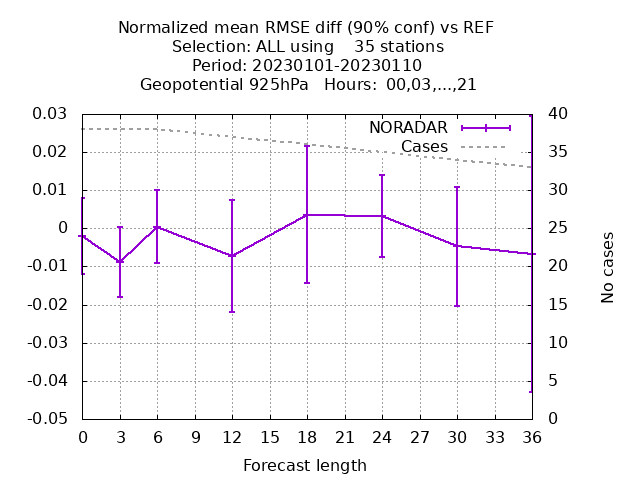 Normalized mean RMSE diff (90% conf) vs REF
Selection: ALL using    35 stations
Period: 20230101-20230110
Geopotential 925hPa   Hours: 00,03,...,21
NORADAR
Cases
0.03
0.02
0.01
0
-0.01
-0.02
-0.03
-0.04
-0.05
40
35
30
25
20
15
10
5
0
No cases
0 3 6 9 12 15 18 21 24 27 30 33 36
Forecast length